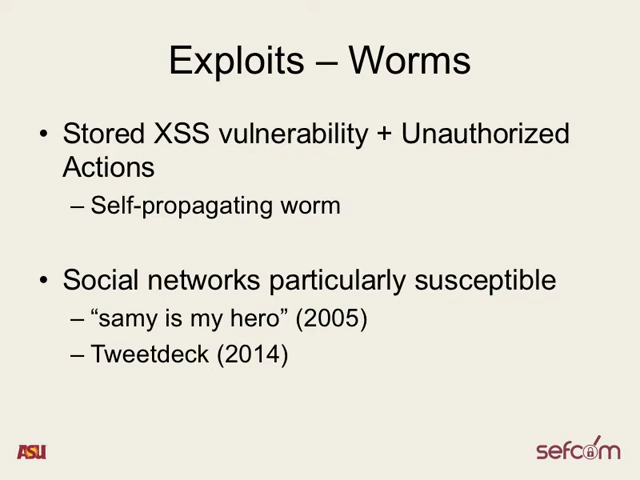 Exploits – Worms
• Stored XSS vulnerability + Unauthorized
Actions
– Self-propagating worm
• Social networks particularly susceptible
– “samy is my hero” (2005)
– Tweetdeck (2014)
ASU
sefcom